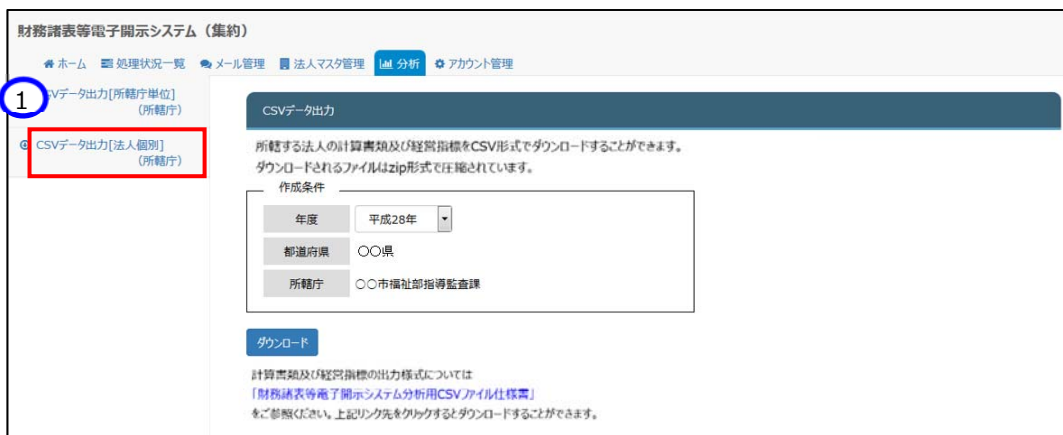 財務諸表等電子開示システム（集約）
ホーム 処理状況一覧 メール管理 法人マスタ管理 分析 アカウント管理
1
CSVデータ出力[所轄庁単位]
（所轄庁）
CSVデータ出力[法人個別]
（所轄庁）
CSVデータ出力
所轄する法人の計算書類及び経営指標をCSV形式でダウンロードすることができます。
ダウンロードされるファイルはzip形式で圧縮されています。
作成条件
年度 平成28年
都道府県 〇〇県
所轄庁 〇〇市福祉部指導監査課
ダウンロード
計算書類及び経営指標の出力様式については
「財務諸表等電子開示システム分析用CSVファイル仕様書」
をご参照ください。上記リンク先をクリックするとダウンロードすることができます。